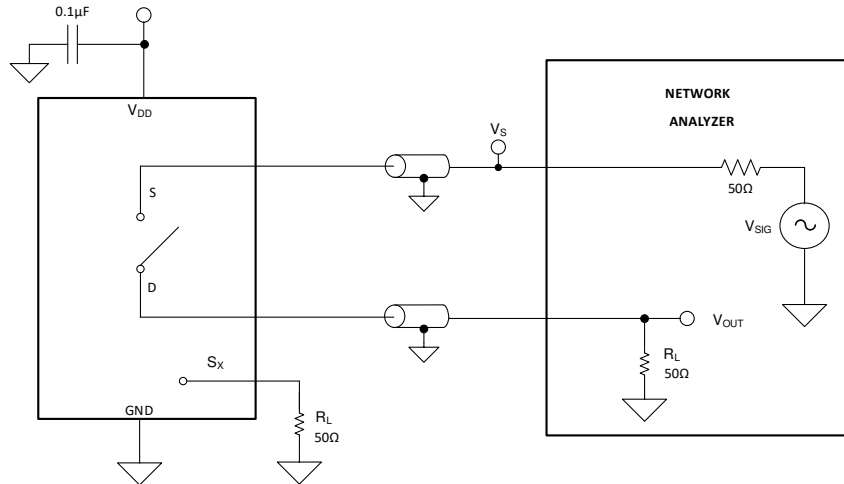 0.1µF
V_DD
NETWORK
ANALYZER
V_S
S
50Ω
V_SIG
D
V_OUT
S_X
R_L
50Ω
GND
R_L
50Ω